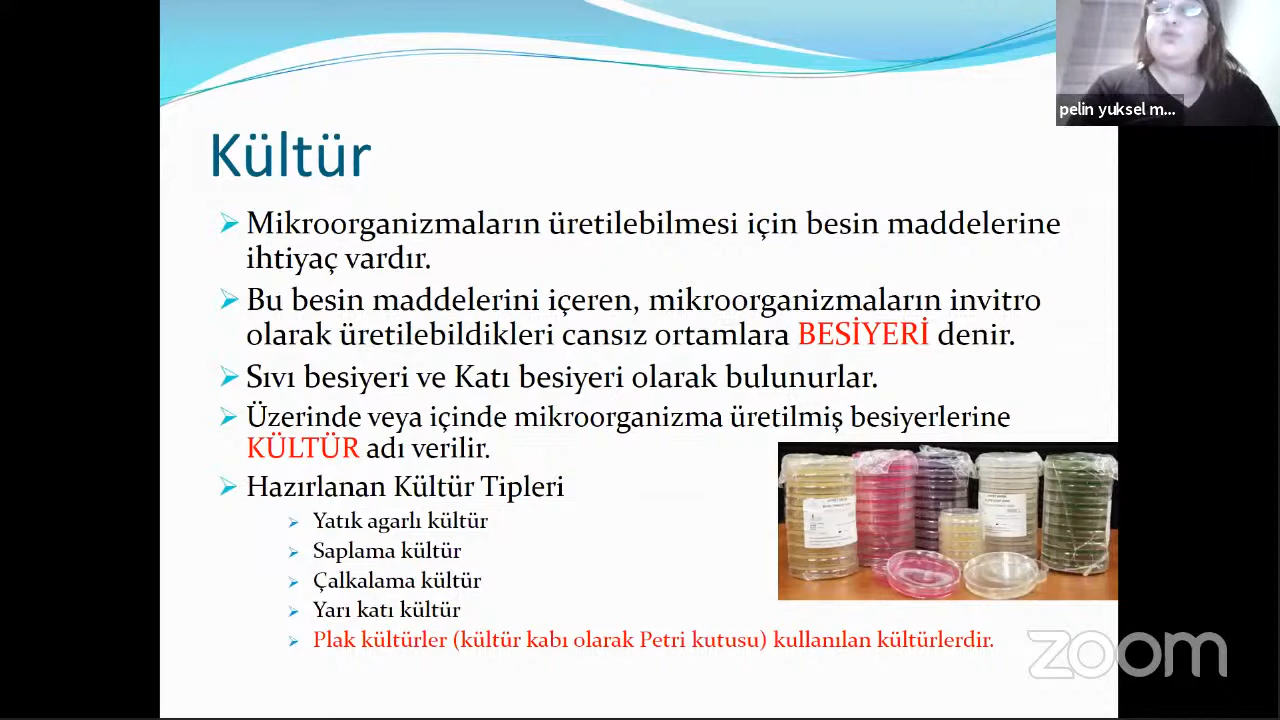 pelin yuksel m...
Kültür
Mikroorganizmaların üretilebilmesi için besin maddelerine
ihtiyaç vardır.
Bu besin maddelerini içeren, mikroorganizmaların invitro
olarak üretilebildikleri cansız ortamlara BESİYERİ denir.
Sıvı besiyeri ve Katı besiyeri olarak bulunurlar.
Üzerinde veya içinde mikroorganizma üretilmiş besiyerlerine
KÜLTÜR adı verilir.
Hazırlanan Kültür Tipleri
Yatık agarlı kültür
Saplama kültür
Çalkalama kültür
Yarı katı kültür
Plak kültürler (kültür kabı olarak Petri kutusu) kullanılan kültürlerdir.
zoom